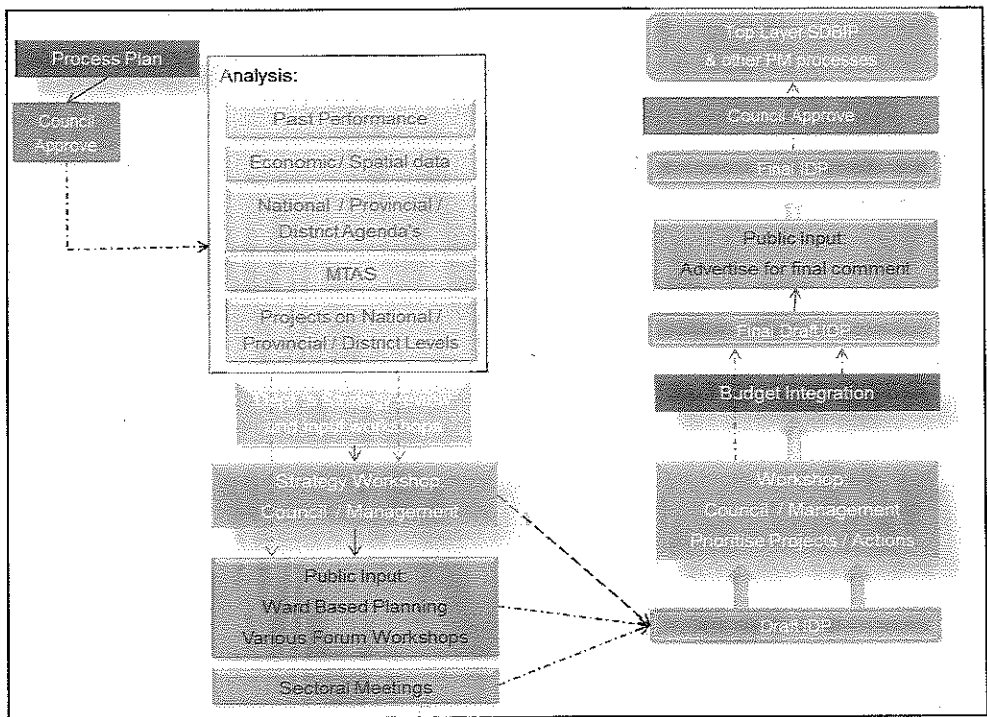 Process Plan
Council
Approve
Analysis:
Past Performance
Economic / Spatial data
National / Provincial /
District Agenda's
MTAS
Projects on National /
Provincial / District Levels
Strategy Workshop
Council / Management
Public Input:
Ward Based Planning
Various Forum Workshops
Sectoral Meetings
Top Layer SDBIP
& other PM processes
Council Approve
Final IDP
Public Input:
Advertise for final comment
Final Draft IDP
Budget Integration
Workshop
Council / Management
Prioritise Projects / Actions
Draft IDP